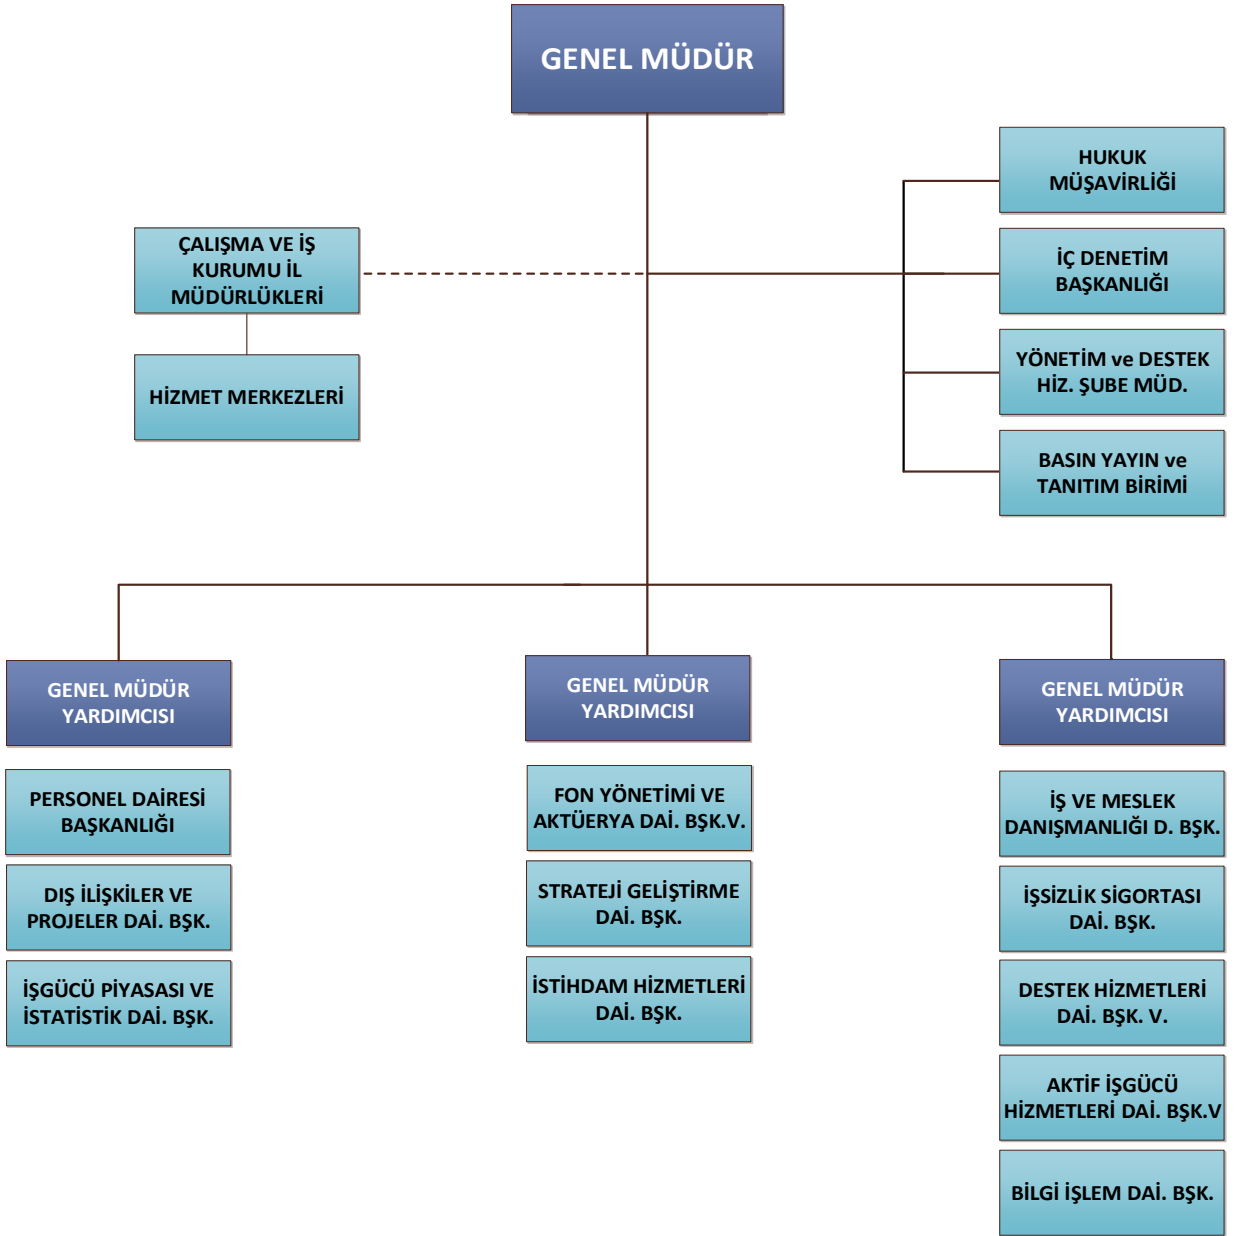 GENEL MÜDÜR
HUKUK
MÜŞAVİRLİĞİ
ÇALIŞMA VE İŞ
KURUMU İL
MÜDÜRLÜKLERİ
İÇ DENETİM
BAŞKANLIĞI
HİZMET MERKEZLERİ
YÖNETİM ve DESTEK
HİZ. ŞUBE MÜD.
BASIN YAYIN ve
TANITIM BİRİMİ
GENEL MÜDÜR
YARDIMCISI
PERSONEL DAİRESİ
BAŞKANLIĞI
DIŞ İLİŞKİLER VE
PROJELER DAİ. BŞK.
İŞGÜCÜ PİYASASI VE
İSTATİSTİK DAİ. BŞK.
GENEL MÜDÜR
YARDIMCISI
FON YÖNETİMİ VE
AKTÜERYA DAİ. BŞK.V.
STRATEJİ GELİŞTİRME
DAİ. BŞK.
İSTİHDAM HİZMETLERİ
DAİ. BŞK.
GENEL MÜDÜR
YARDIMCISI
İŞ VE MESLEK
DANIŞMANLIĞI D. BŞK.
İŞSİZLİK SİGORTASI
DAİ. BŞK.
DESTEK HİZMETLERİ
DAİ. BŞK. V.
AKTİF İŞGÜCÜ
HİZMETLERİ DAİ. BŞK.V
BİLGİ İŞLEM DAİ. BŞK.